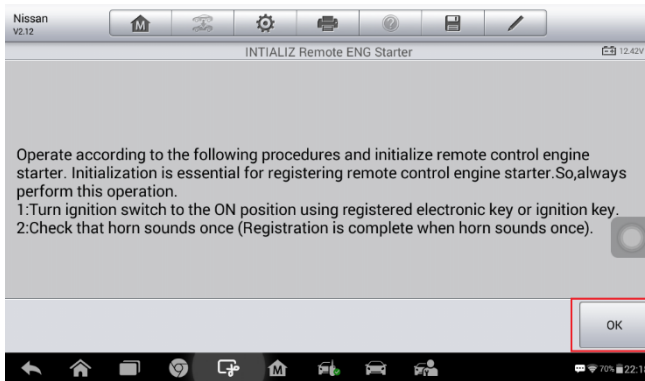 Nissan
V2.12
INTIALIZ Remote ENG Starter
12.42V
Operate according to the following procedures and initialize remote control engine
starter. Initialization is essential for registering remote control engine starter.So,always
perform this operation.
1:Turn ignition switch to the ON position using registered electronic key or ignition key.
2:Check that horn sounds once (Registration is complete when horn sounds once).
OK
70% 22:18